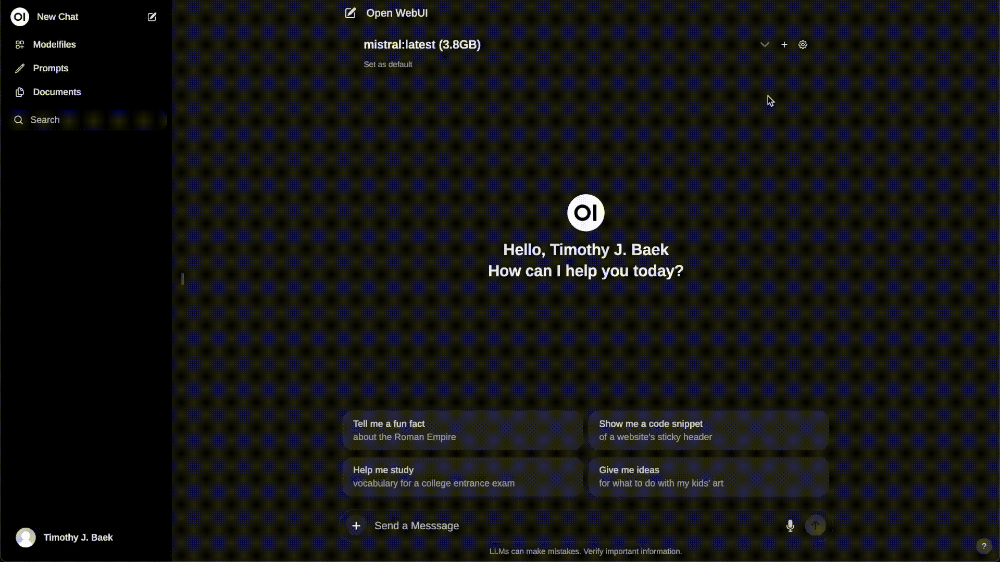 OI New Chat
Modelfiles
Prompts
Documents
Search
Timothy J. Baek
Open WebUI
mistral:latest (3.8GB)
Set as default
OI
Hello, Timothy J. Baek
How can I help you today?
Tell me a fun fact
about the Roman Empire
Show me a code snippet
of a website's sticky header
Help me study
vocabulary for a college entrance exam
Give me ideas
for what to do with my kids' art
Send a Messsage
LLMs can make mistakes. Verify important information.
?